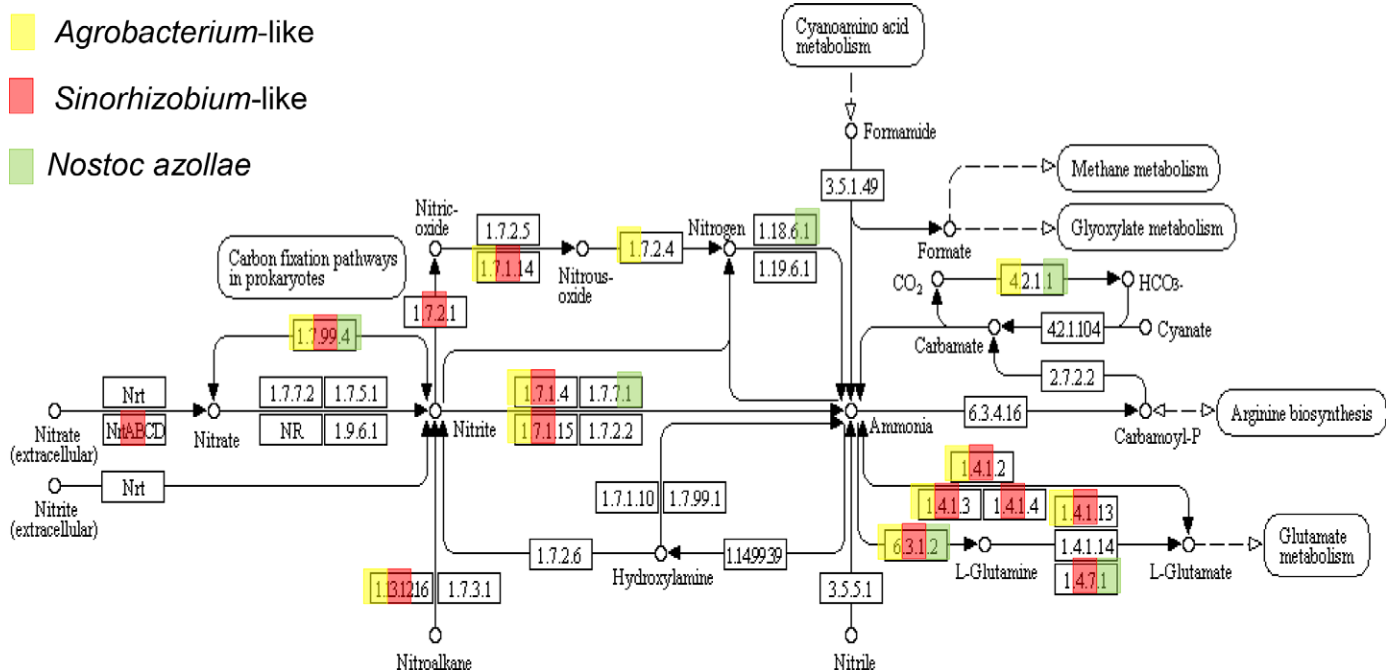 Agrobacterium-like
Sinorhizobium-like
Nostoc azollae
Cyanoamino acid
metabolism
Formamide
3.5.1.49
Methane metabolism
Glyoxylate metabolism
Formate
Nitric-
oxide
1.7.2.5
1.7.1.14
Nitrous-
oxide
1.7.2.4
Nitrogen
1.18.6.1
1.19.6.1
Carbon fixation pathways
in prokaryotes
1.7.2.1
1.7.99.4
CO2
4.2.1.1
HCO3-
Carbamate
4.2.1.104
Cyanate
2.7.2.2
Nrt
NrtABCD
Nitrate
(extracellular)
Nitrate
1.7.7.2
1.7.5.1
NR
1.9.6.1
Nitrite
1.7.1.4
1.7.7.1
1.7.1.15
1.7.2.2
Ammonia
6.3.4.16
Carbamoyl-P
Arginine biosynthesis
Nitrite
(extracellular)
Nrt
1.7.1.10
1.7.99.1
1.4.1.2
1.4.1.3
1.4.1.4
1.4.1.13
1.7.2.6
Hydroxylamine
1.14.99.39
6.3.1.2
L-Glutamine
1.4.1.14
1.4.7.1
L-Glutamate
Glutamate
metabolism
1.13.12.16
1.7.3.1
3.5.5.1
Nitroalkane
Nitrile